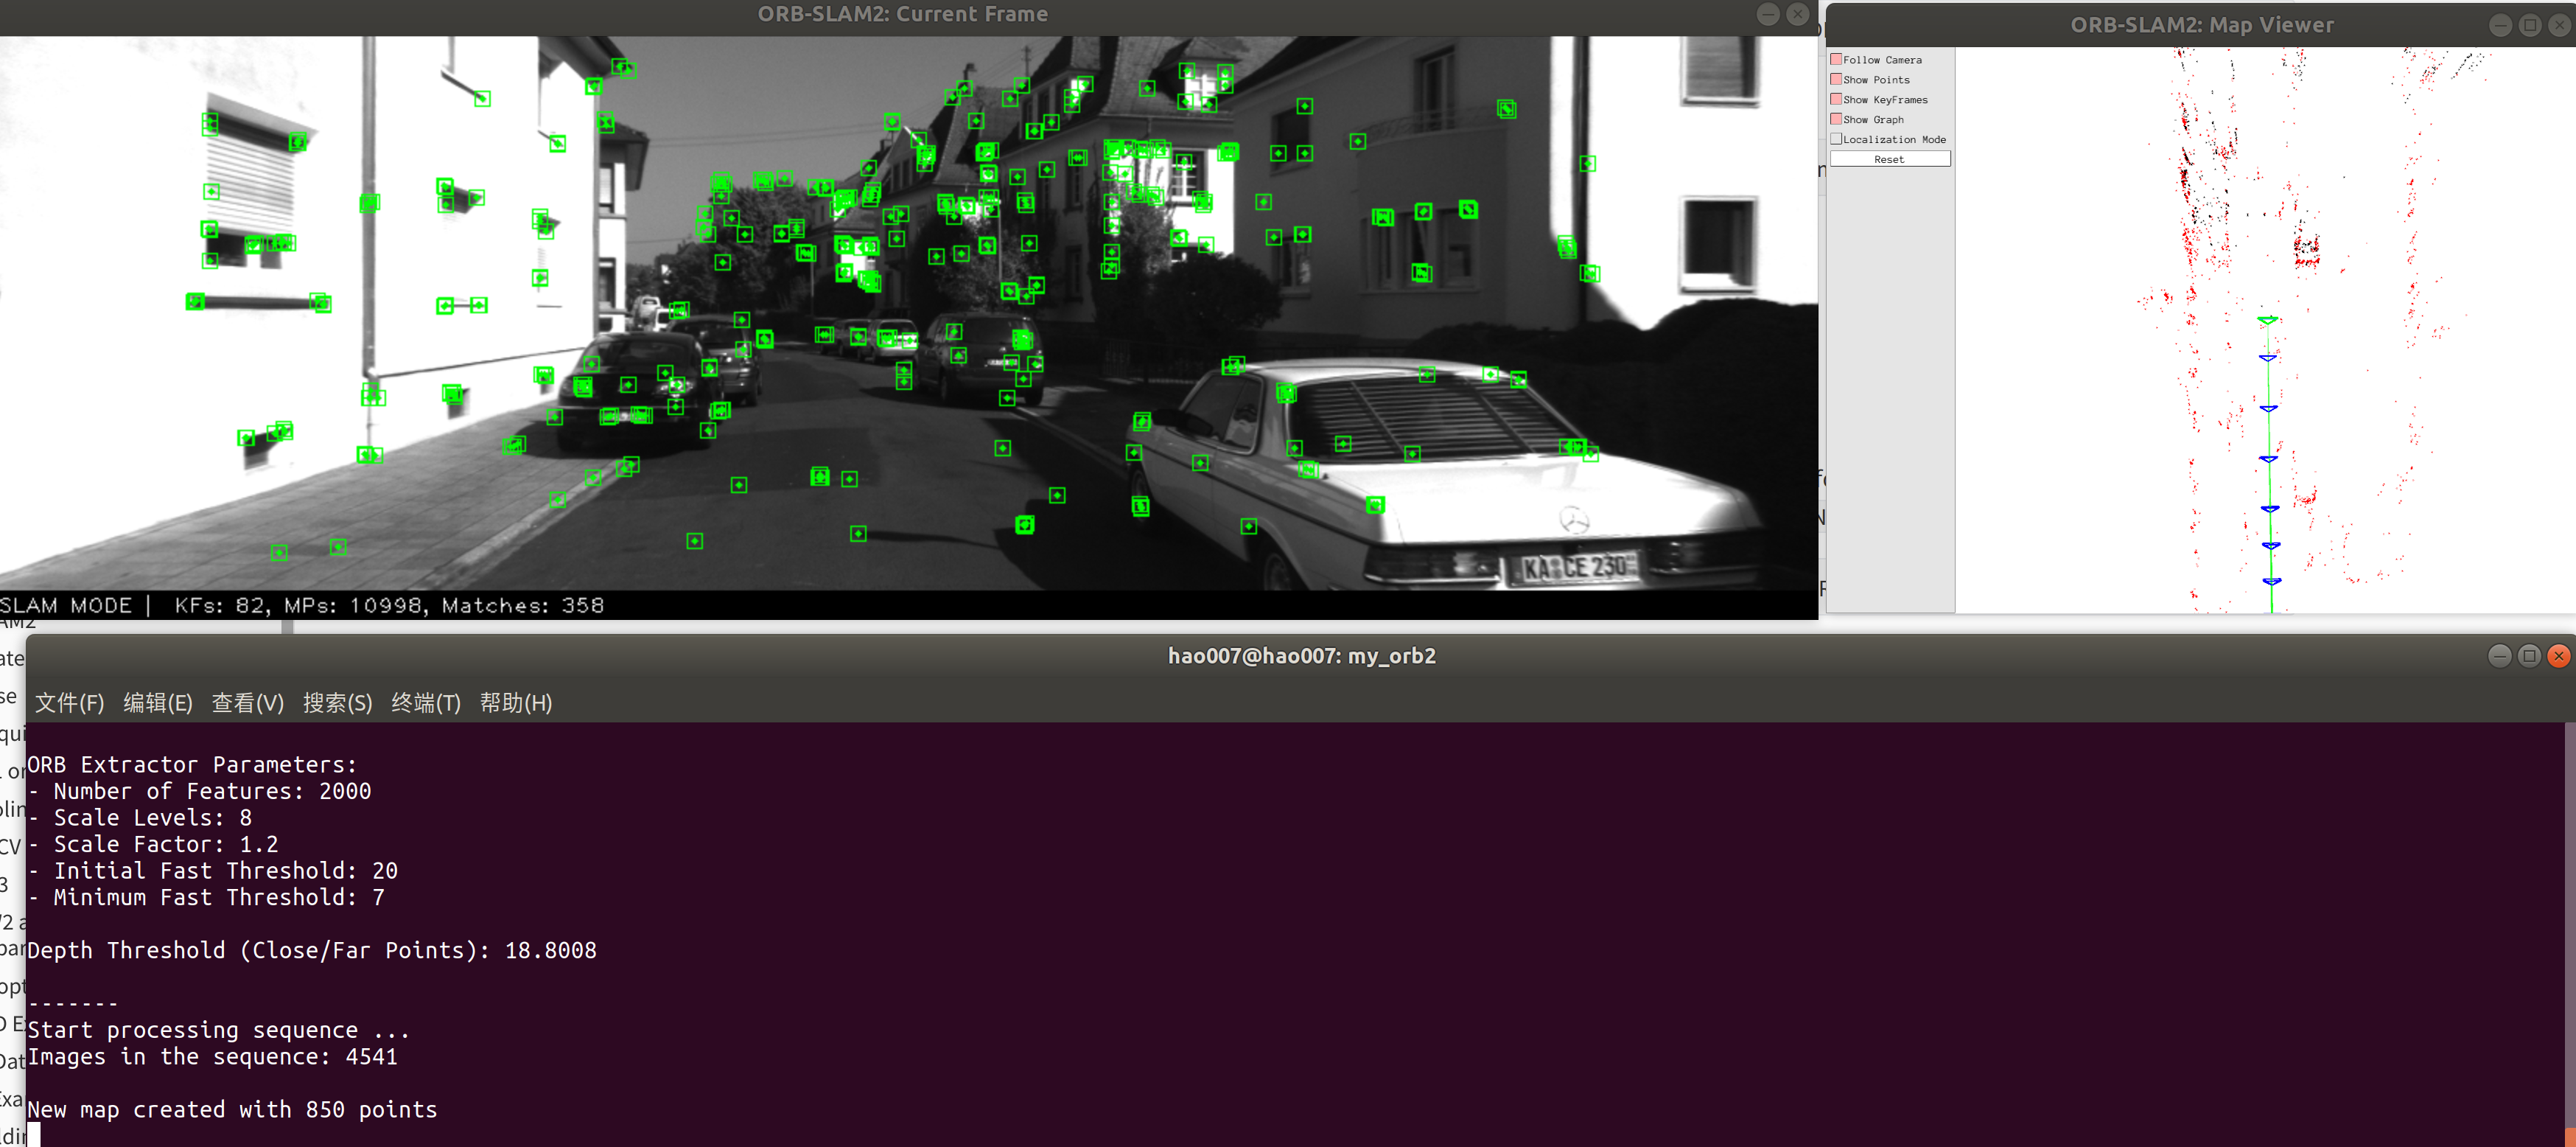 ORB-SLAM2: Current Frame
KA CE 230
SLAM MODE | KFs: 82, MPs: 10998, Matches: 358
ORB-SLAM2: Map Viewer
Follow Camera
Show Points
Show KeyFrames
Show Graph
Localization Mode
Reset
hao007@hao007: my_orb2
文件(F) 编辑(E) 查看(V) 搜索(S) 终端(T) 帮助(H)
ORB Extractor Parameters:
- Number of Features: 2000
- Scale Levels: 8
- Scale Factor: 1.2
- Initial Fast Threshold: 20
- Minimum Fast Threshold: 7
Depth Threshold (Close/Far Points): 18.8008
-------
Start processing sequence ...
Images in the sequence: 4541
New map created with 850 points